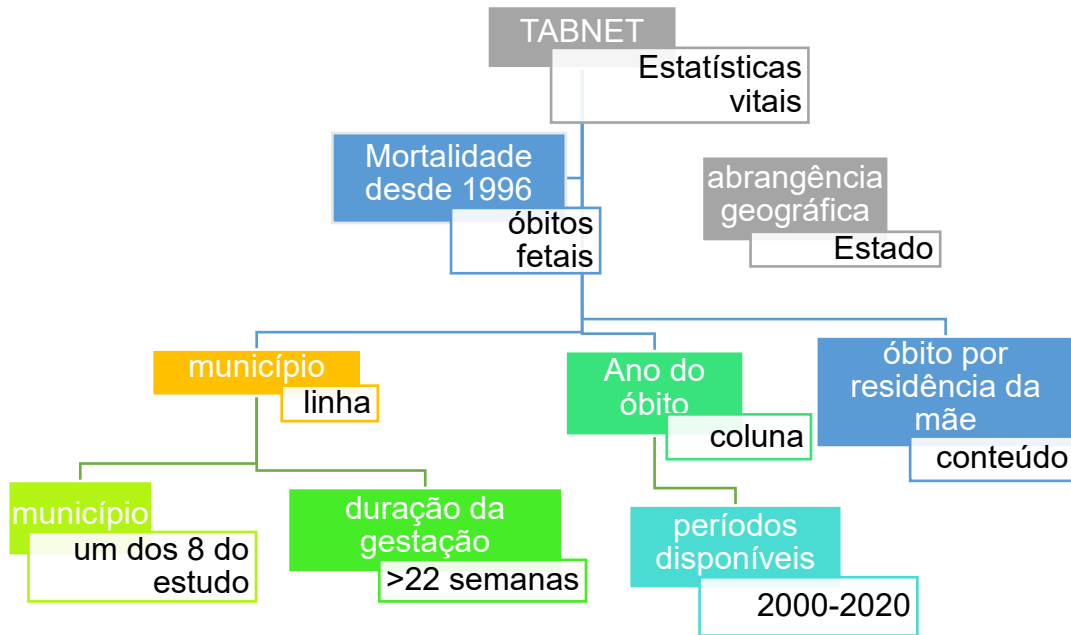 TABNET
Estatísticas
vitais
Mortalidade
desde 1996
óbitos
fetais
abrangência
geográfica
Estado
município
linha
Ano do
óbito
coluna
óbito por
residência da
mãe
conteúdo
município
um dos 8 do
estudo
duração da
gestação
>22 semanas
períodos
disponíveis
2000-2020